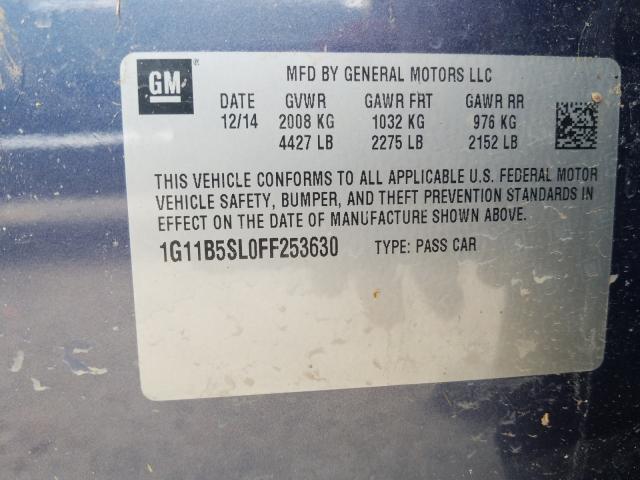 GM ®
MFD BY GENERAL MOTORS LLC
DATE GVWR GAWR FRT GAWR RR
12/14 2008 KG 1032 KG 976 KG
4427 LB 2275 LB 2152 LB
THIS VEHICLE CONFORMS TO ALL APPLICABLE U.S. FEDERAL MOTOR
VEHICLE SAFETY, BUMPER, AND THEFT PREVENTION STANDARDS IN
EFFECT ON THE DATE OF MANUFACTURE SHOWN ABOVE.
1G11B5SL0FF253630 TYPE: PASS CAR